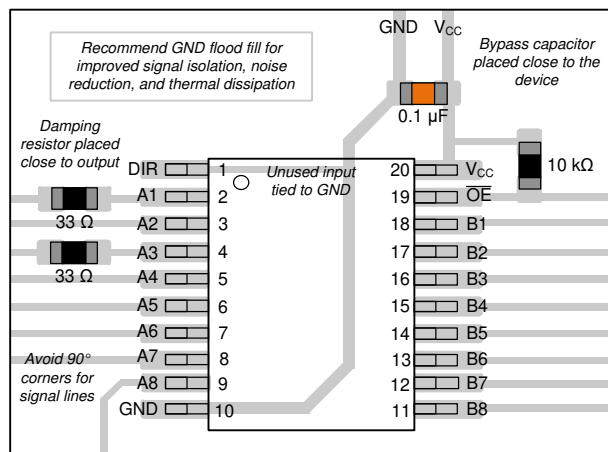 GND VCC
Recommend GND flood fill for
improved signal isolation, noise
reduction, and thermal dissipation
Bypass capacitor
placed close to the
device
0.1 µF
Damping
resistor placed
close to output
DIR 1 20 VCC
Unused input
tied to GND
10 kΩ
A1 2 19 O̅E̅
33 Ω
A2 3 18 B1
A3 4 17 B2
33 Ω
A4 5 16 B3
A5 6 15 B4
A6 7 14 B5
A7 8 13 B6
Avoid 90°
corners for
signal lines
A8 9 12 B7
GND 10 11 B8